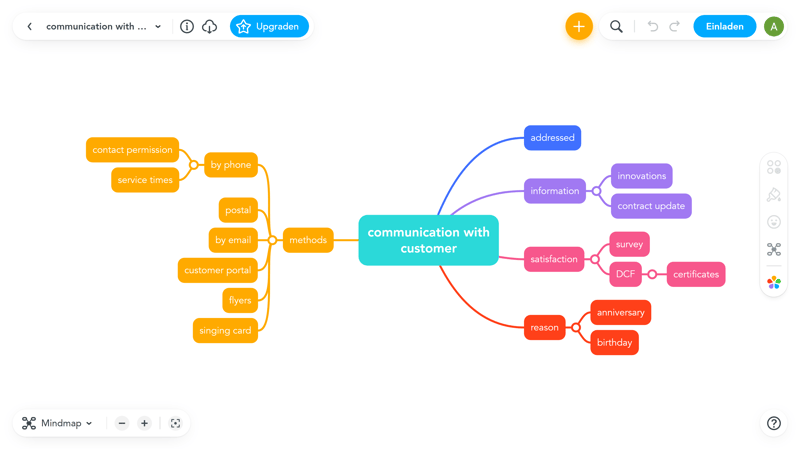 communication with ...
Upgraden
Einladen
A
contact permission
service times
by phone
postal
by email
customer portal
flyers
singing card
methods
communication with
customer
addressed
information
innovations
contract update
satisfaction
survey
DCF
certificates
reason
anniversary
birthday
Mindmap